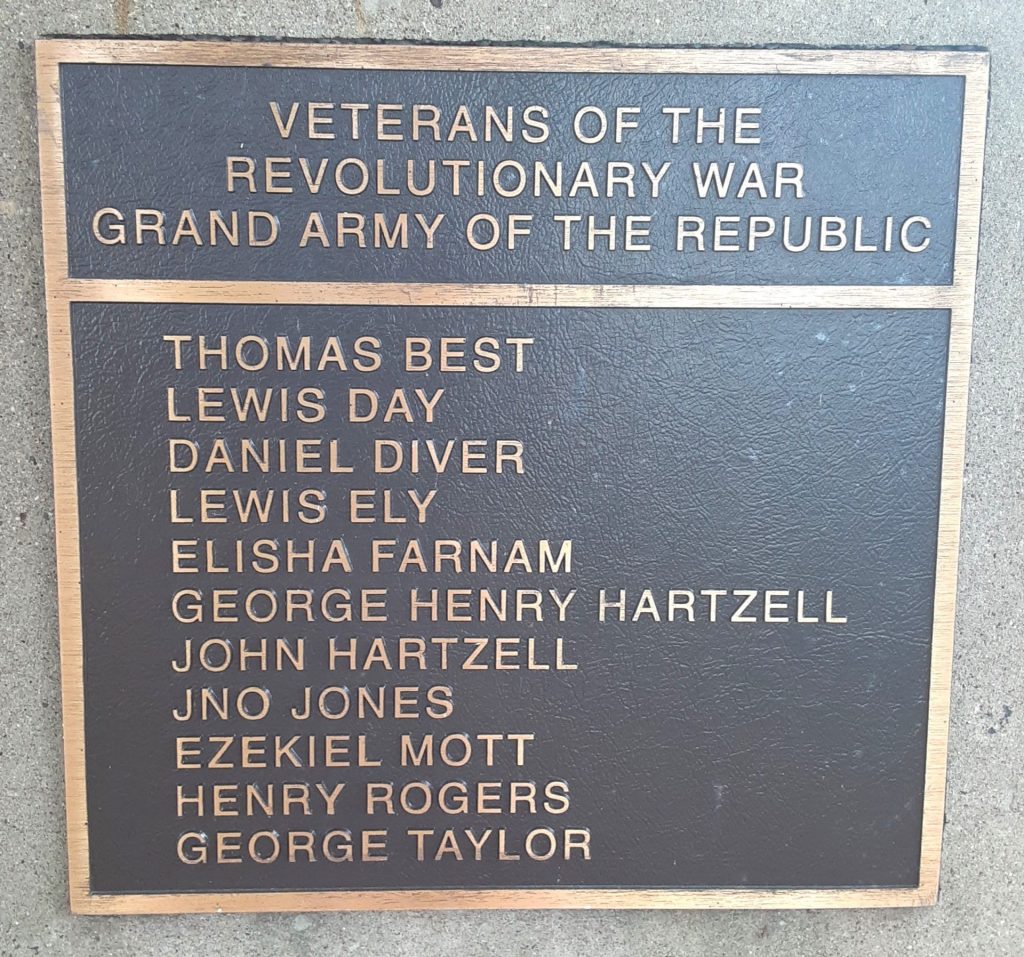 VETERANS OF THE
REVOLUTIONARY WAR
GRAND ARMY OF THE REPUBLIC
THOMAS BEST
LEWIS DAY
DANIEL DIVER
LEWIS ELY
ELISHA FARNAM
GEORGE HENRY HARTZELL
JOHN HARTZELL
JNO JONES
EZEKIEL MOTT
HENRY ROGERS
GEORGE TAYLOR